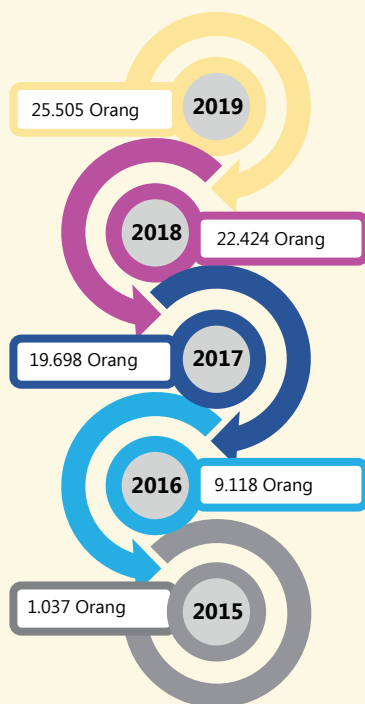 25.505 Orang
2019
2018
22.424 Orang
19.698 Orang
2017
2016
9.118 Orang
1.037 Orang
2015